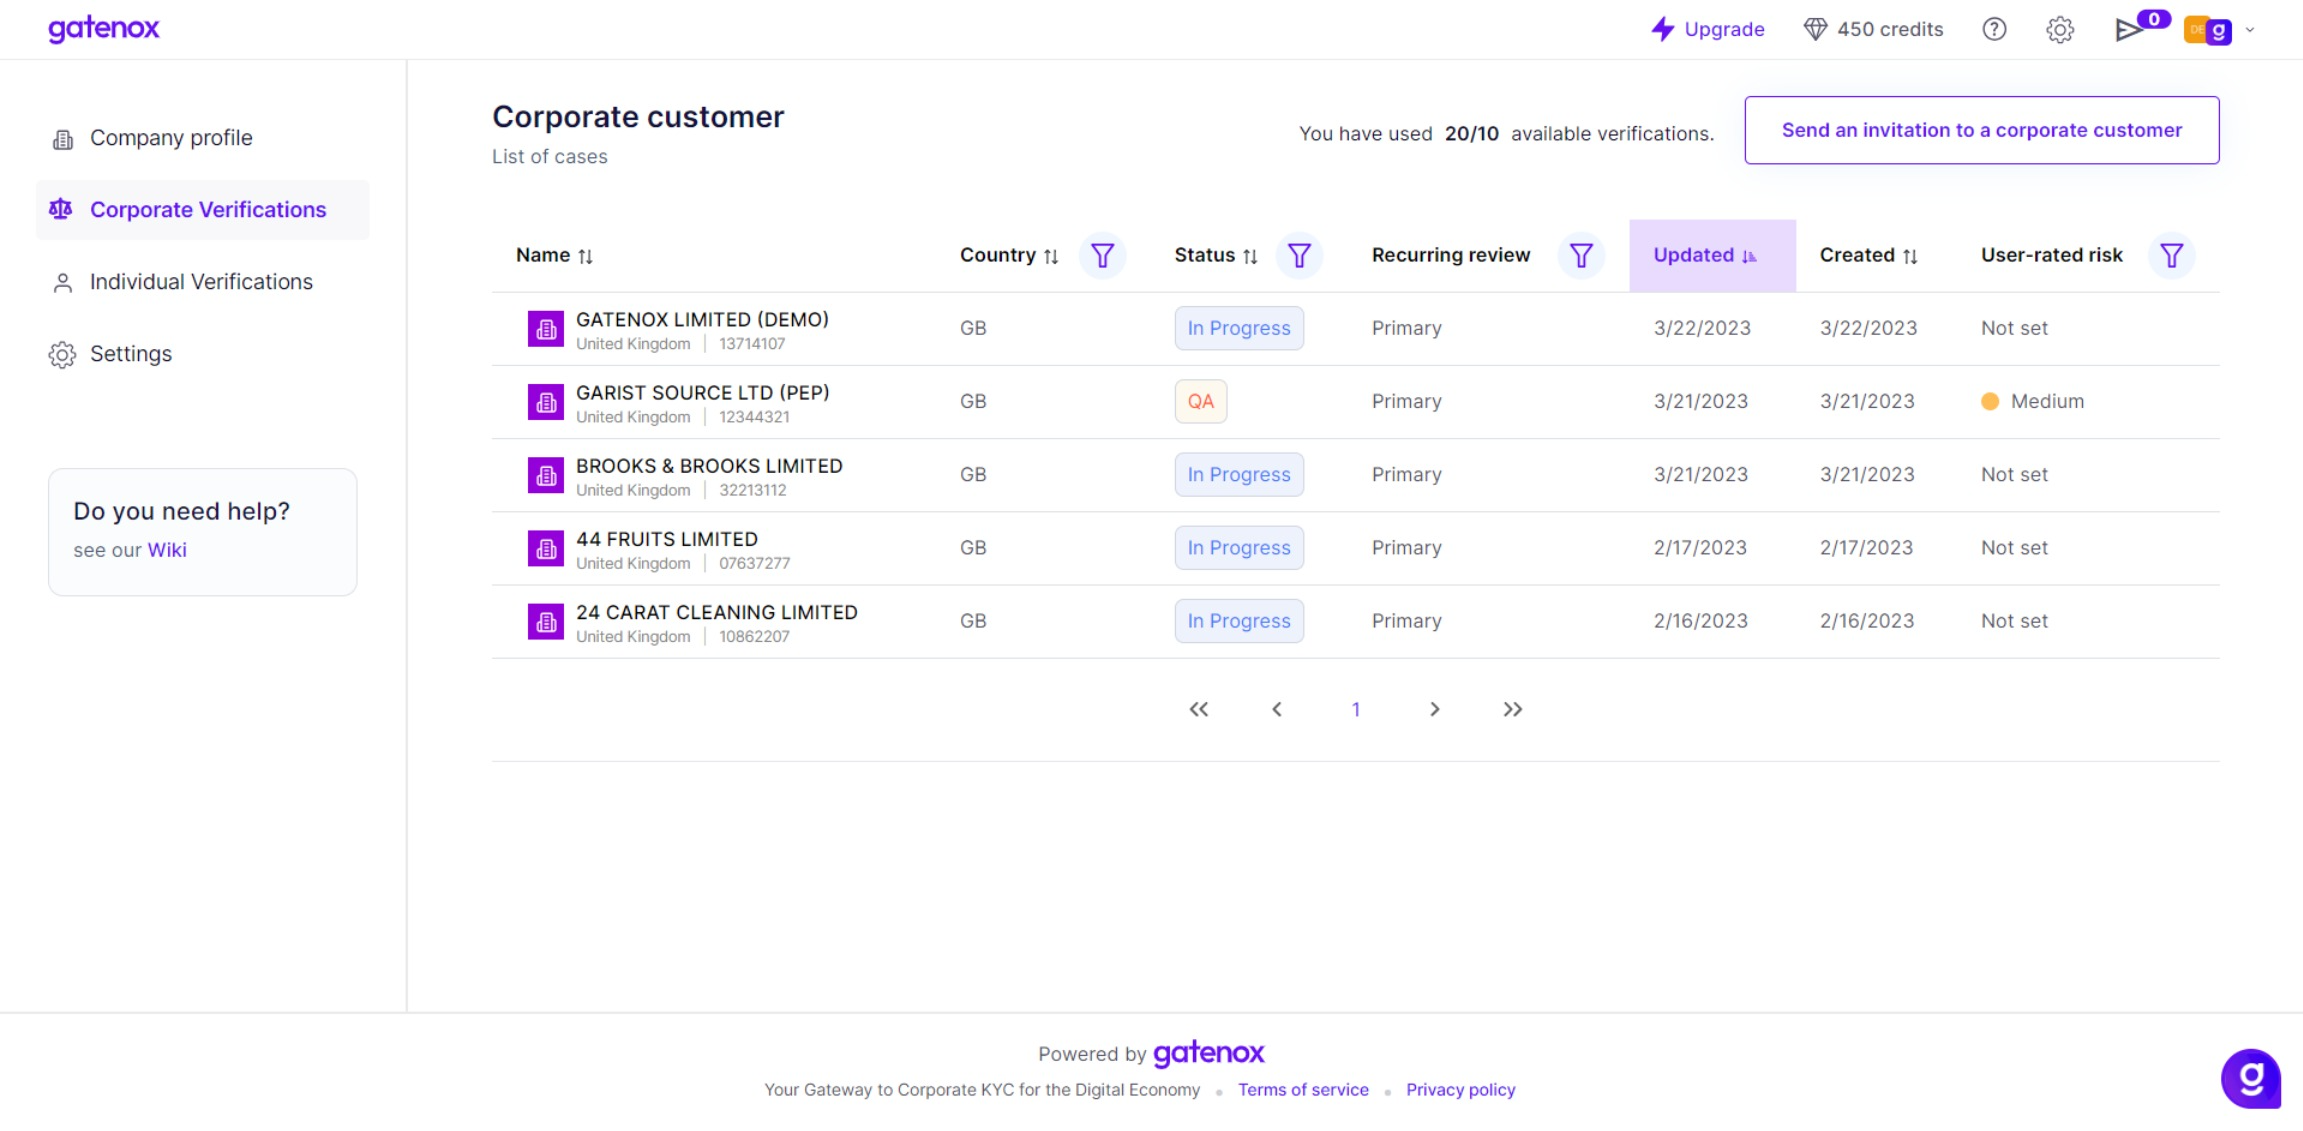 gatenox
Upgrade
450 credits
0
DE
g
Company profile
Corporate Verifications
Individual Verifications
Settings
Do you need help?
see our Wiki
Corporate customer
List of cases
You have used 20/10 available verifications.
Send an invitation to a corporate customer
Name Country Status Recurring review Updated Created User-rated risk
GATENOX LIMITED (DEMO)
United Kingdom | 13714107
GB In Progress Primary 3/22/2023 3/22/2023 Not set
GARIST SOURCE LTD (PEP)
United Kingdom | 12344321
GB QA Primary 3/21/2023 3/21/2023 Medium
BROOKS & BROOKS LIMITED
United Kingdom | 32213112
GB In Progress Primary 3/21/2023 3/21/2023 Not set
44 FRUITS LIMITED
United Kingdom | 07637277
GB In Progress Primary 2/17/2023 2/17/2023 Not set
24 CARAT CLEANING LIMITED
United Kingdom | 10862207
GB In Progress Primary 2/16/2023 2/16/2023 Not set
1
Powered by gatenox
Your Gateway to Corporate KYC for the Digital Economy • Terms of service • Privacy policy
g